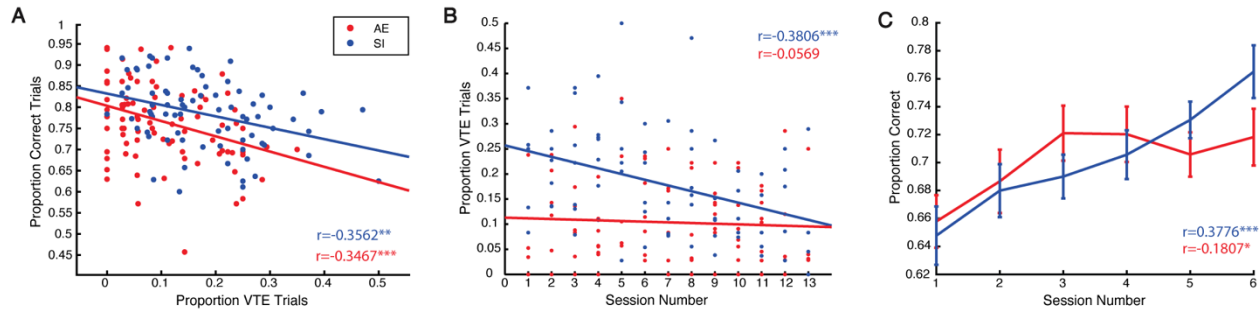 A
AE
SI
Proportion Correct Trials
1
0.95
0.9
0.85
0.8
0.75
0.7
0.65
0.6
0.55
0.5
0.45
r=-0.3562**
r=-0.3467***
0 0.1 0.2 0.3 0.4 0.5
Proportion VTE Trials
B
r=-0.3806***
r=-0.0569
Proportion VTE Trials
0.5
0.45
0.4
0.35
0.3
0.25
0.2
0.15
0.1
0.05
0
0 1 2 3 4 5 6 7 8 9 10 11 12 13
Session Number
C
Proportion Correct
0.8
0.78
0.76
0.74
0.72
0.70
0.68
0.66
0.64
0.62
r=0.3776***
r=-0.1807*
1 2 3 4 5 6
Session Number